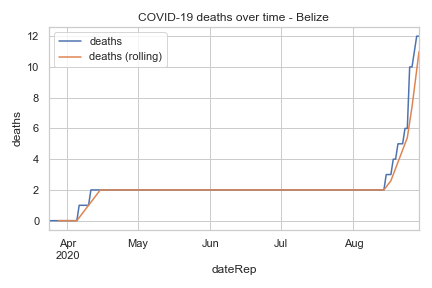 COVID-19 deaths over time - Belize
deaths
deaths (rolling)
deaths
12
10
8
6
4
2
0
Apr
2020
May
Jun
Jul
Aug
dateRep